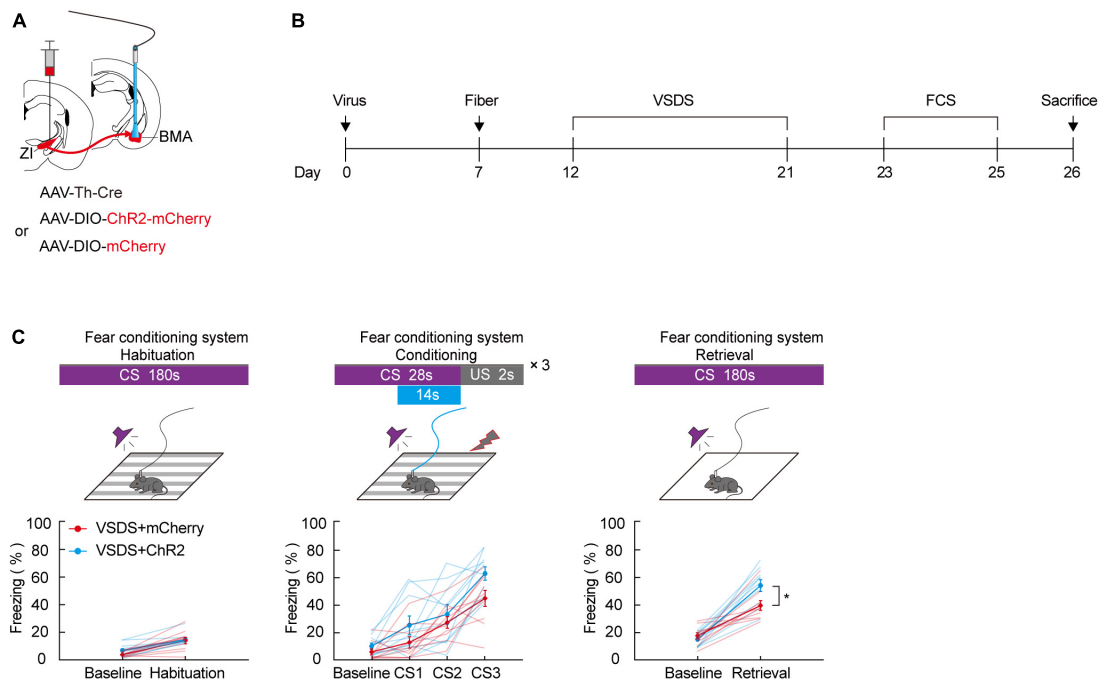 A
ZI
BMA
AAV-Th-Cre
or
AAV-DIO-ChR2-mCherry
AAV-DIO-mCherry
B
Virus
Fiber
VSDS
FCS
Sacrifice
Day
0
7
12
21
23
25
26
C
Fear conditioning system
Habituation
CS 180s
Fear conditioning system
Conditioning
CS 28s
US 2s
× 3
14s
Fear conditioning system
Retrieval
CS 180s
Freezing ( % )
100
80
60
40
20
0
VSDS+mCherry
VSDS+ChR2
Baseline Habituation
Freezing ( % )
100
80
60
40
20
0
Baseline CS1 CS2 CS3
Freezing ( % )
100
80
60
40
20
0
*
Baseline Retrieval